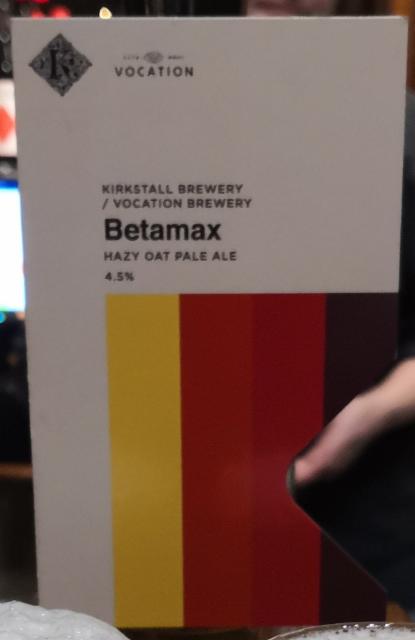 K
VOCATION
KIRKSTALL BREWERY
/ VOCATION BREWERY
Betamax
HAZY OAT PALE ALE
4.5%